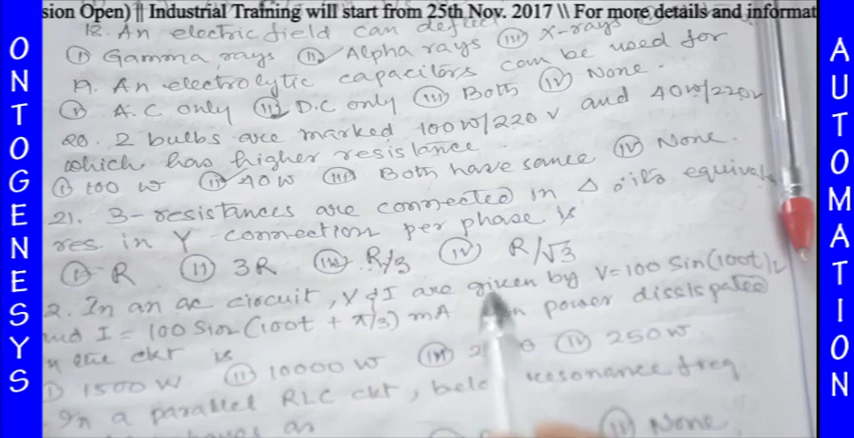 sion Open) || Industrial Training will start from 25th Nov. 2017 \\ For more details and informat
ONTOGENESYS
AUTOMATION
18. An electric field can deflect
(i) Gamma rays (ii) Alpha rays (iii) X-rays
19. An electrolytic capacitors can be used for
(i) A.C only (ii) D.C only (iii) Both (iv) None.
20. 2 bulbs are marked 100W/220V and 40W/220V
which has higher resistance
(i) 100 W (ii) 40W (iii) Both have same (iv) None.
21. 3-resistances are connected in Δ it's equivale
res. in Y connection per phase is
(i) R (ii) 3R (iii) R/3 (iv) R/√3
2. In an ac circuit, V & I are given by V=100 Sin(100t)
and I = 100 Sin (100t + π/3) mA power dissipated
ckt is
1500 W (ii) 10000 W (iii) 2 (iv) 250W.
In a parallel RLC ckt, belo resonance freq
as
None